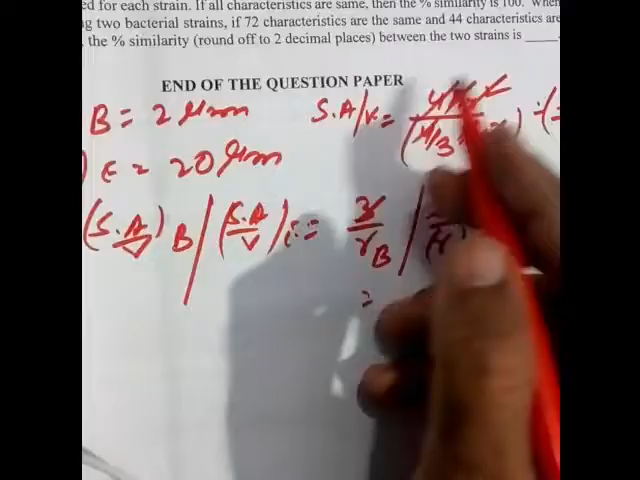 ed for each strain. If all characteristics are same, then the % similarity is 100. When
g two bacterial strains, if 72 characteristics are the same and 44 characteristics are
the % similarity (round off to 2 decimal places) between the two strains is ____
END OF THE QUESTION PAPER
B = 2 μm
S.A/V =
) E = 20 μm
(S.A/V) B / (S.A/V) = 3/rB /
=